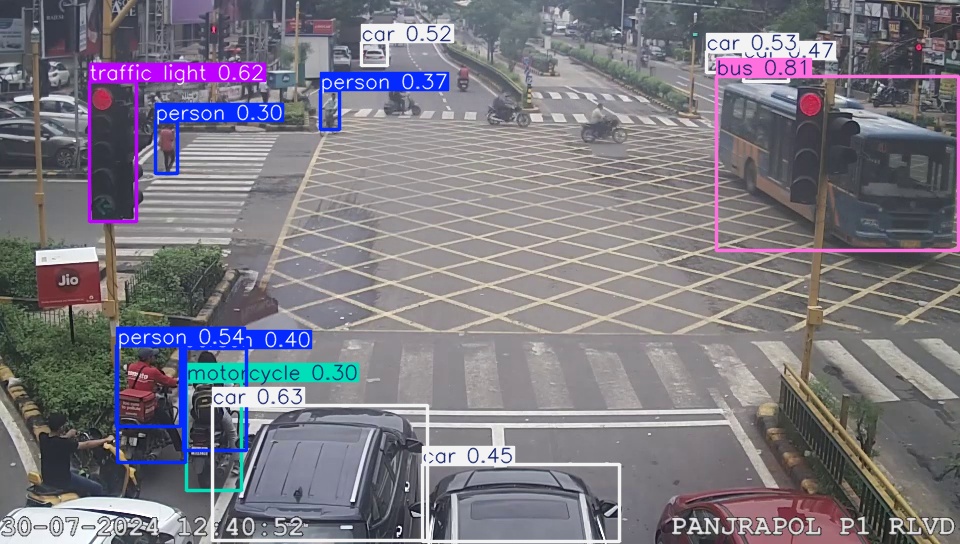 car 0.52
car 0.53
0.47
bus 0.81
traffic light 0.62
person 0.37
person 0.30
Jio
person 0.54
0.40
motorcycle 0.30
car 0.63
car 0.45
30-07-2024 12:40:52
PANJRAPOL P1 RLVD